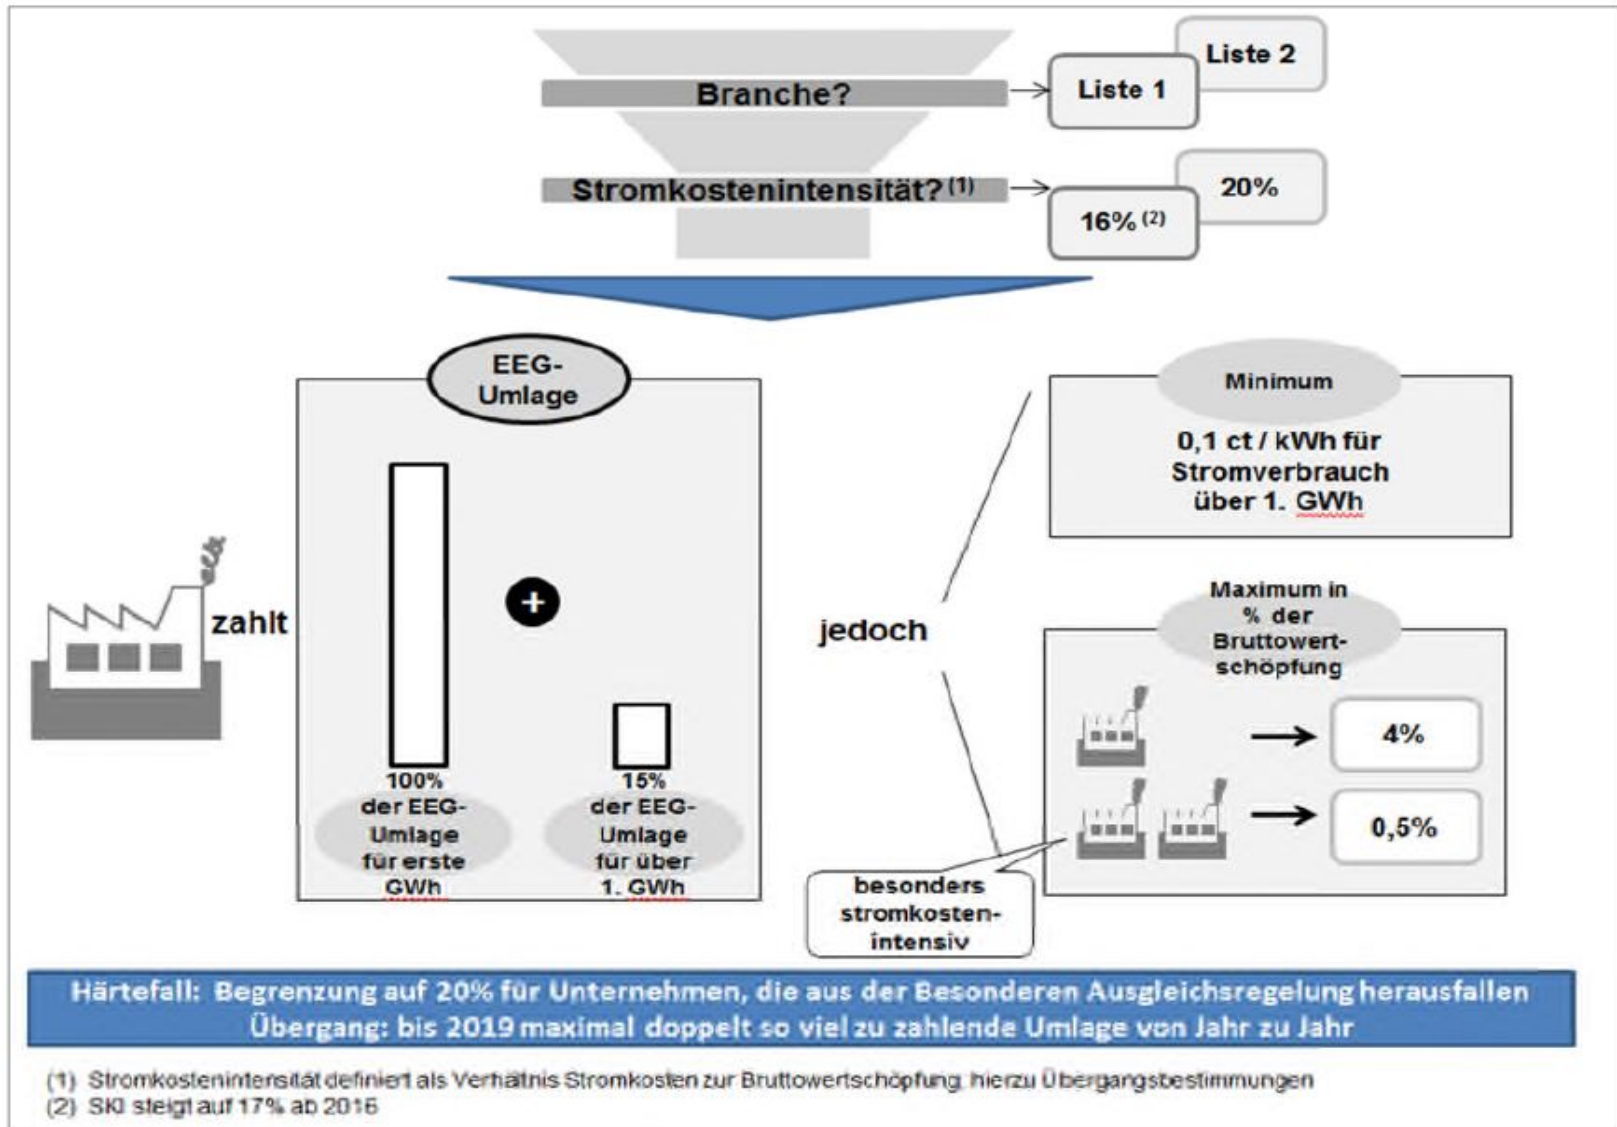 Liste 2
Branche?
Liste 1
Stromkostenintensität? (1)
20%
16% (2)
EEG-
Umlage
Minimum
0,1 ct / kWh für
Stromverbrauch
über 1. GWh
zahlt
+
jedoch
Maximum in
% der
Bruttowert-
schöpfung
4%
0,5%
100%
der EEG-
Umlage
für erste
GWh
15%
der EEG-
Umlage
für über
1. GWh
besonders
stromkosten-
intensiv
Härtefall: Begrenzung auf 20% für Unternehmen, die aus der Besonderen Ausgleichsregelung herausfallen
Übergang: bis 2019 maximal doppelt so viel zu zahlende Umlage von Jahr zu Jahr
(1) Stromkostenintensität definiert als Verhältnis Stromkosten zur Bruttowertschöpfung; hierzu Übergangsbestimmungen
(2) SKI steigt auf 17% ab 2016